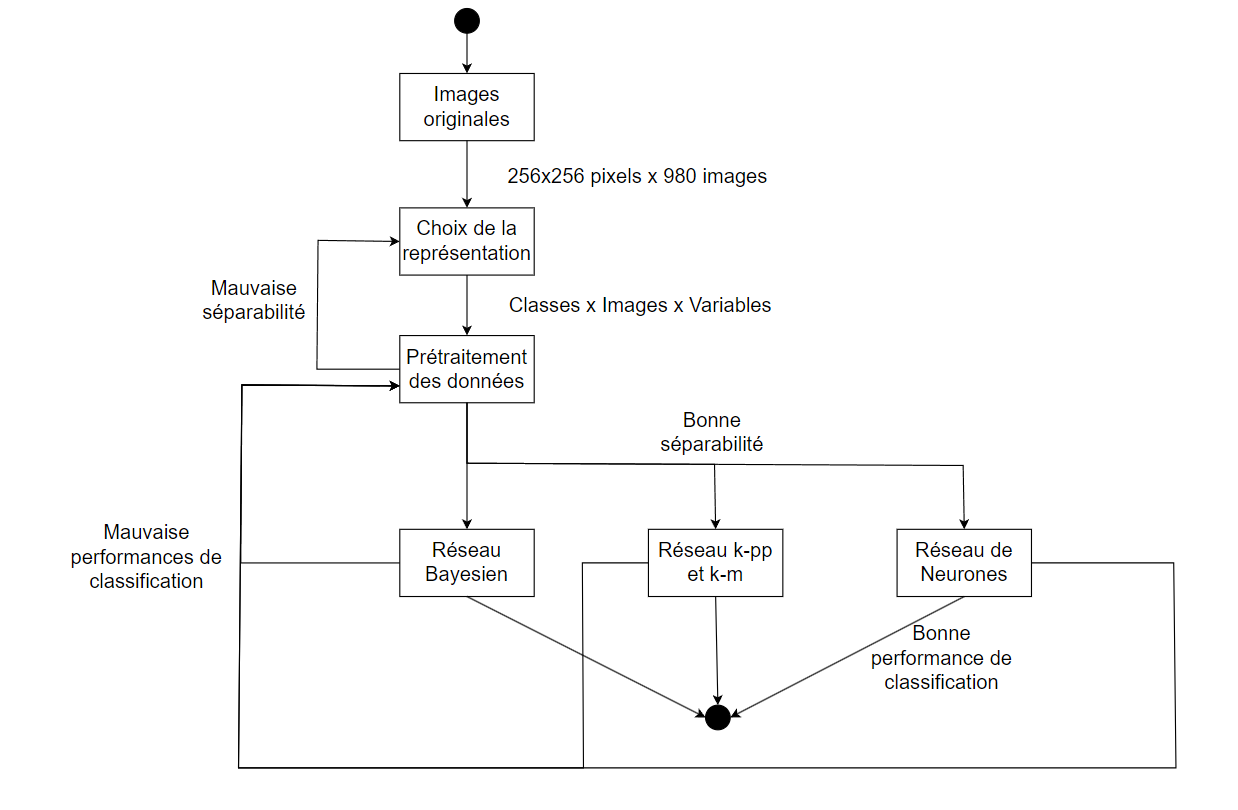 Images
originales
256x256 pixels x 980 images
Choix de la
représentation
Mauvaise
séparabilité
Classes x Images x Variables
Prétraitement
des données
Bonne
séparabilité
Mauvaise
performances de
classification
Réseau
Bayesien
Réseau k-pp
et k-m
Réseau de
Neurones
Bonne
performance de
classification